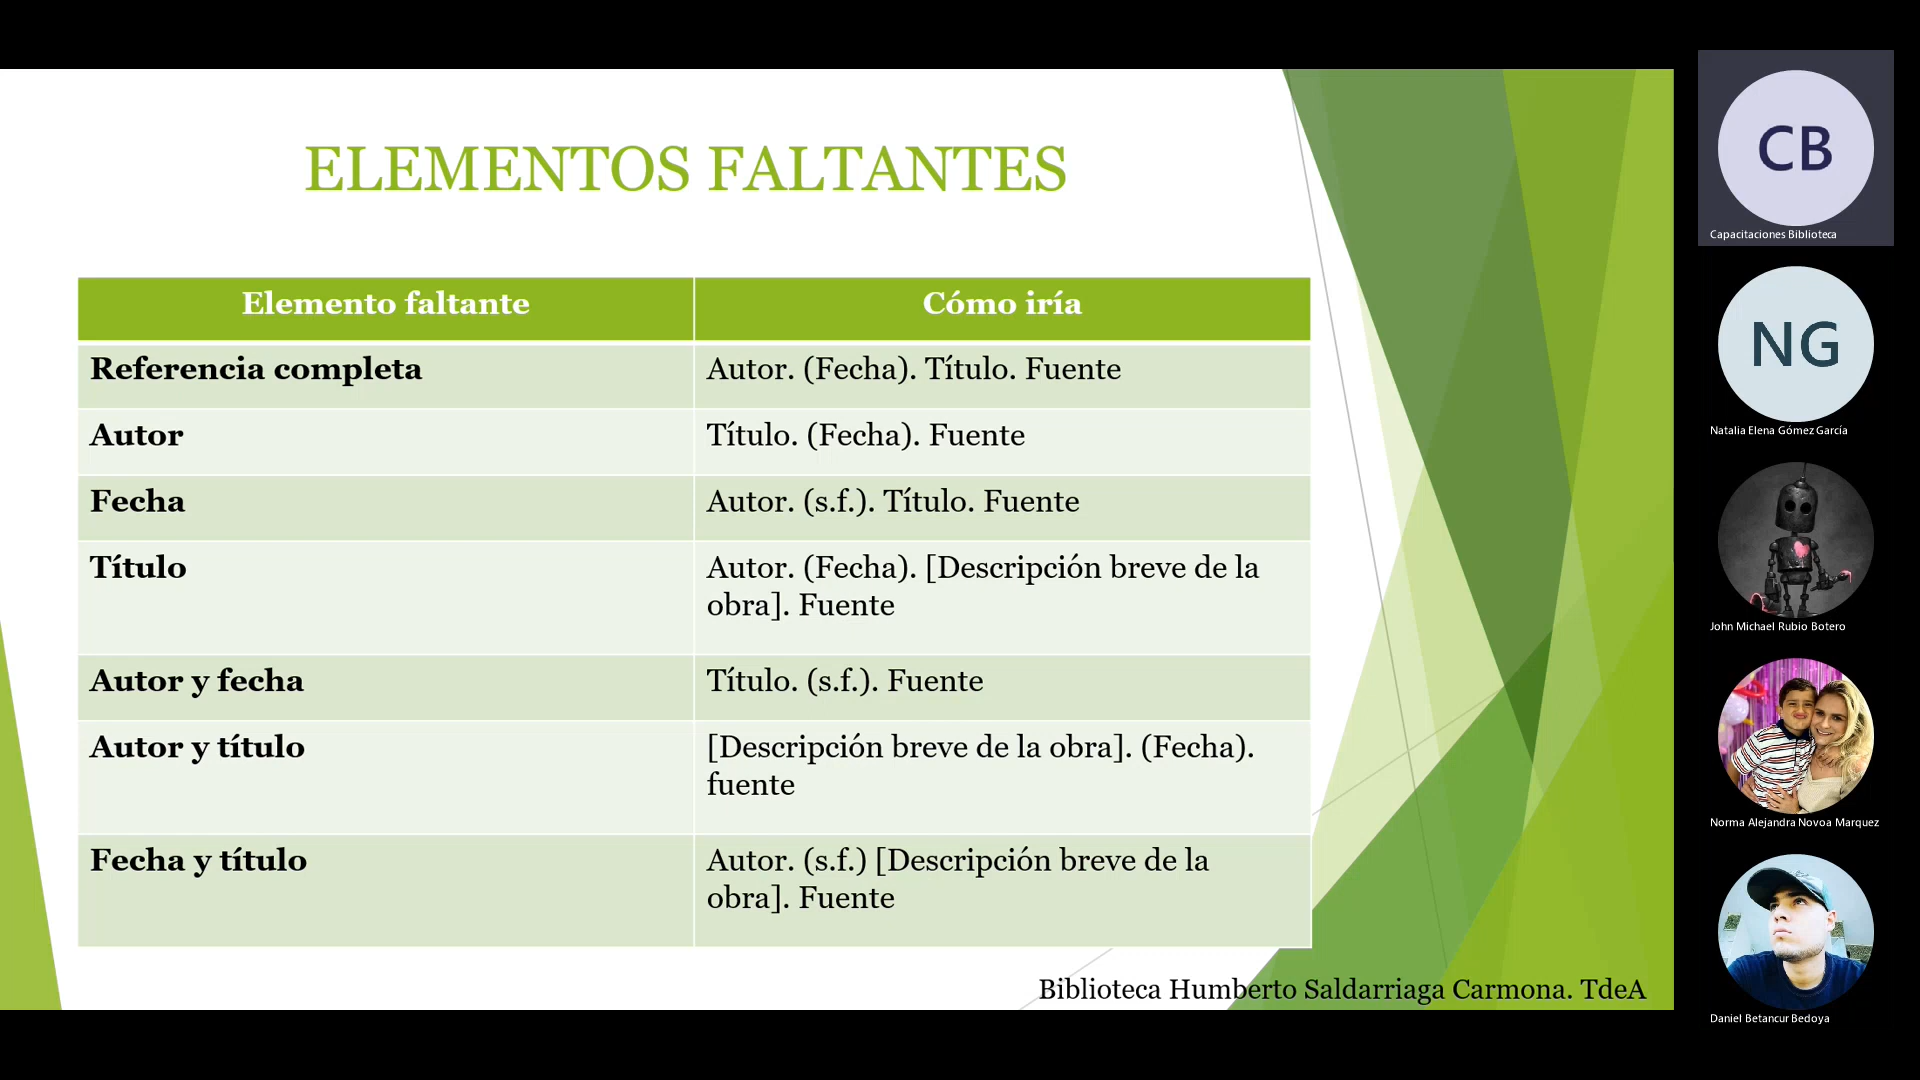 ELEMENTOS FALTANTES
Elemento faltante
Cómo iría
Referencia completa
Autor. (Fecha). Título. Fuente
Autor
Título. (Fecha). Fuente
Fecha
Autor. (s.f.). Título. Fuente
Título
Autor. (Fecha). [Descripción breve de la
obra]. Fuente
Autor y fecha
Título. (s.f.). Fuente
Autor y título
[Descripción breve de la obra]. (Fecha).
fuente
Fecha y título
Autor. (s.f.) [Descripción breve de la
obra]. Fuente
Biblioteca Humberto Saldarriaga Carmona. TdeA
CB
Capacitaciones Biblioteca
NG
Natalia Elena Gómez García
John Michael Rubio Botero
Norma Alejandra Novoa Marquez
Daniel Betancur Bedoya